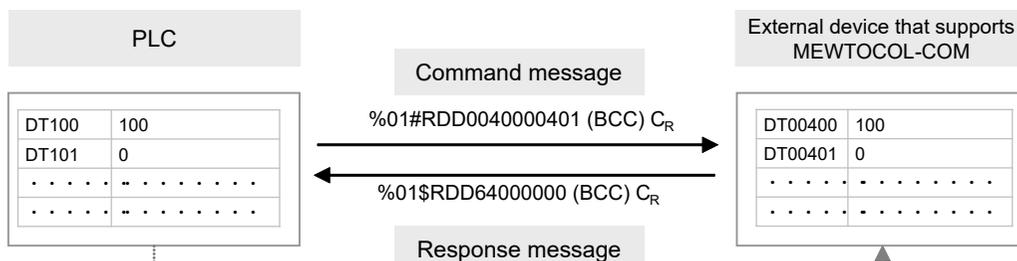 PLC
External device that supports
MEWTOCOL-COM
Command message
%01#RDD0040000401 (BCC) CR
DT100 100
DT101 0
DT00400 100
DT00401 0
%01$RDD64000000 (BCC) CR
Response message